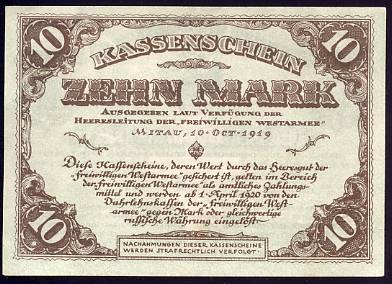 10 10
KASSENSCHEIN
ZEHN MARK
AUSGEGEBEN LAUT VERFÜGUNG DER
HEERESLEITUNG DER „FREIWILLIGEN WESTARMEE”
MITAU, 10·OCT·1919
Diese Kassenscheine, deren Wert durch das Heeresgut der
„freiwilligen Westarmee” gesichert ist, gelten im Bereich
der „freiwilligen Westarmee” als amtliches Zahlungs-
mittel und werden ab 1·April 1920 von den
Darlehnskassen der „freiwilligen West-
armee” gegen Mark oder gleichwertige
russische Währung eingelöst·
10 10
NACHAHMUNGEN DIESER KASSENSCHEINE
WERDEN STRAFRECHTLICH VERFOLGT·